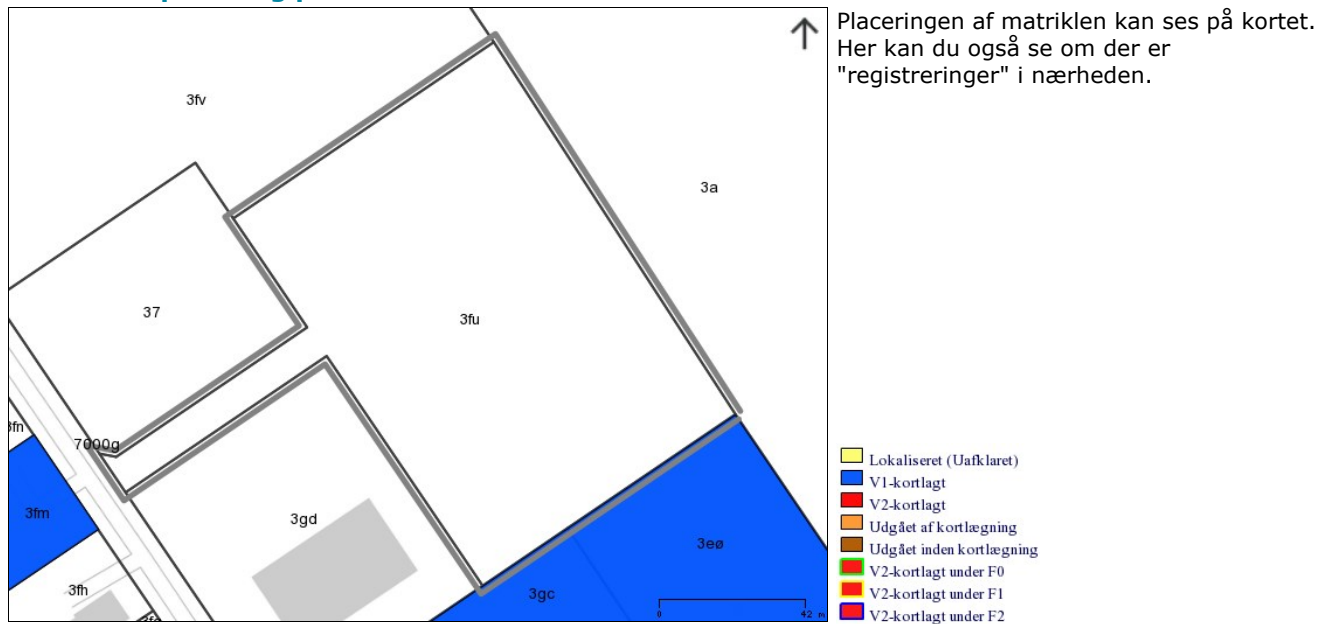 Placeringen af matriklen kan ses på kortet.
Her kan du også se om der er
"registreringer" i nærheden.
3fv
3a
37
3fu
3fn
7000g
3fm
3gd
3eø
3fh
3gc
0 42 m
Lokaliseret (Uafklaret)
V1-kortlagt
V2-kortlagt
Udgået af kortlægning
Udgået inden kortlægning
V2-kortlagt under F0
V2-kortlagt under F1
V2-kortlagt under F2